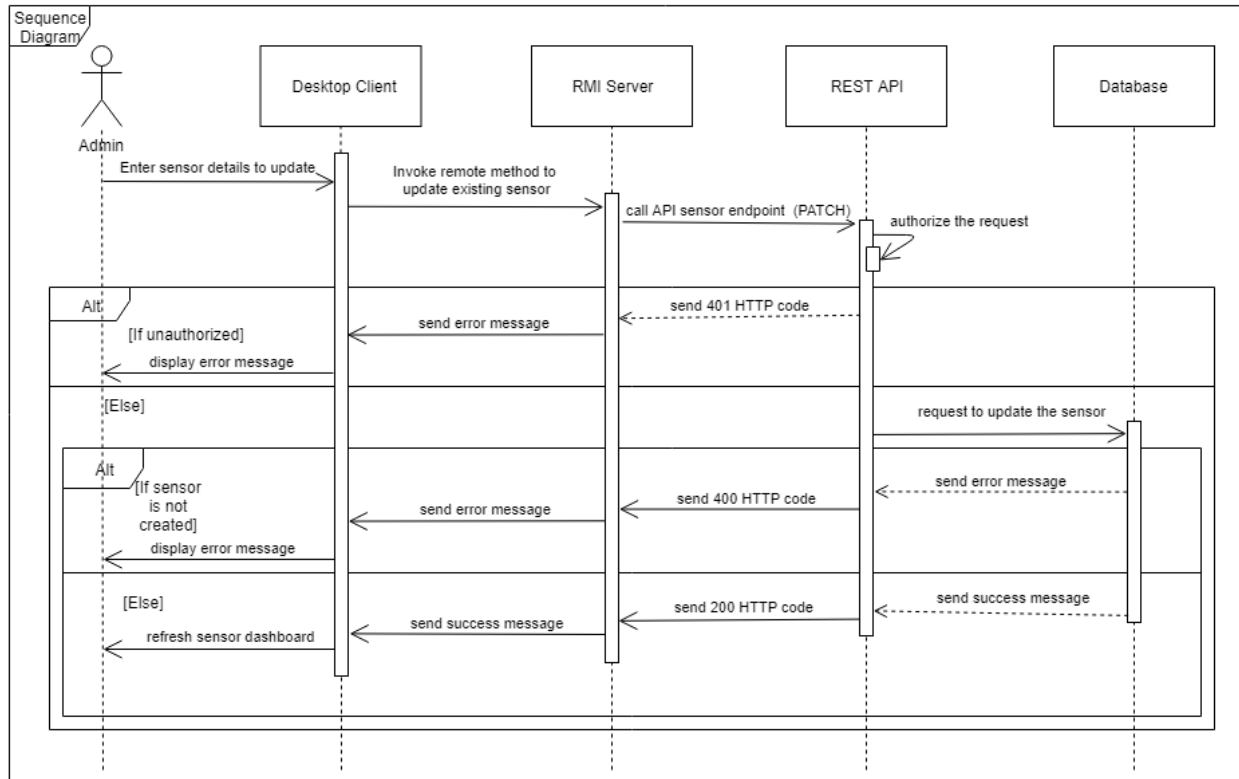 Sequence
Diagram
Desktop Client
RMI Server
REST API
Database
Admin
Enter sensor details to update
Invoke remote method to
update existing sensor
call API sensor endpoint (PATCH)
authorize the request
Alt
send 401 HTTP code
[If unauthorized]
send error message
display error message
[Else]
request to update the sensor
Alt
[If sensor
is not
created]
send error message
send 400 HTTP code
send error message
display error message
[Else]
send success message
send 200 HTTP code
send success message
refresh sensor dashboard